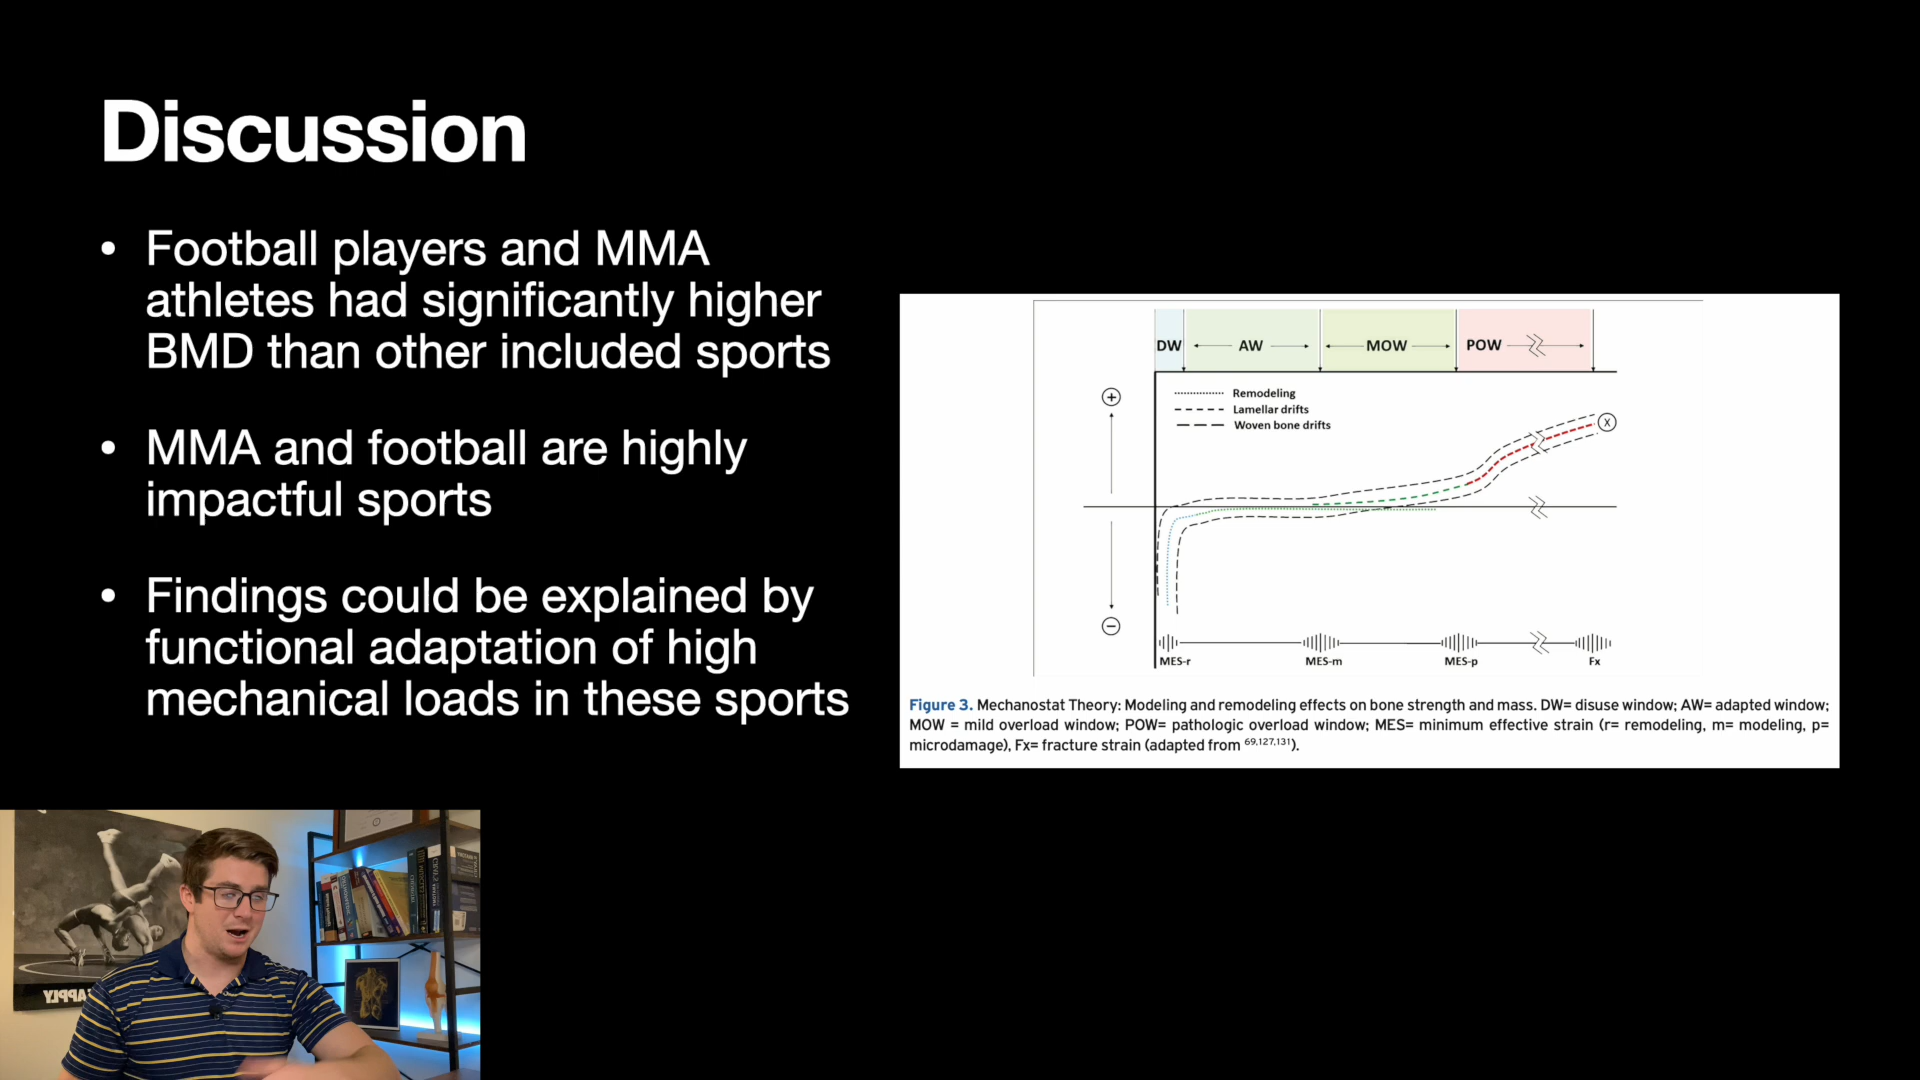 Discussion
• Football players and MMA
athletes had significantly higher
BMD than other included sports
• MMA and football are highly
impactful sports
• Findings could be explained by
functional adaptation of high
mechanical loads in these sports
DW AW MOW POW
Remodeling
Lamellar drifts
Woven bone drifts
+
X
−
MES-r MES-m MES-p Fx
Figure 3. Mechanostat Theory: Modeling and remodeling effects on bone strength and mass. DW= disuse window; AW= adapted window;
MOW = mild overload window; POW= pathologic overload window; MES= minimum effective strain (r= remodeling, m= modeling, p=
microdamage), Fx= fracture strain (adapted from 69,127,131).